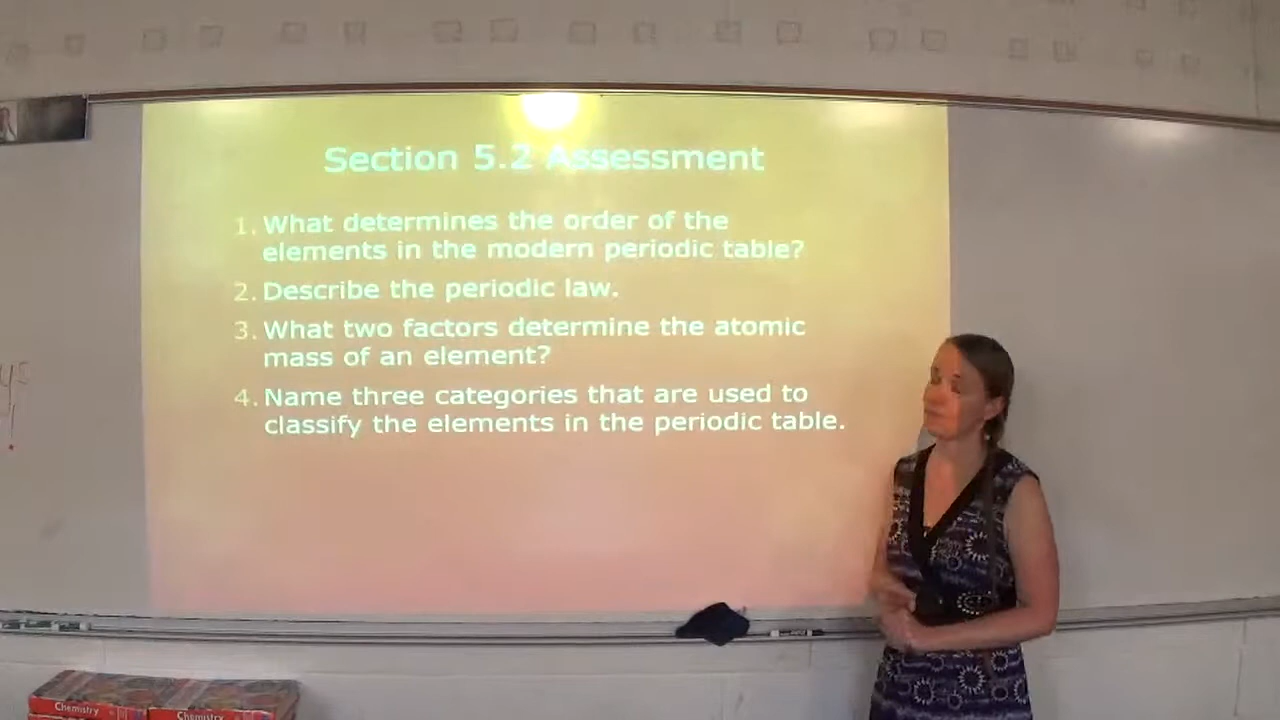 Section 5.2 Assessment
1. What determines the order of the
elements in the modern periodic table?
2. Describe the periodic law.
3. What two factors determine the atomic
mass of an element?
4. Name three categories that are used to
classify the elements in the periodic table.
Chemistry
Chemistry